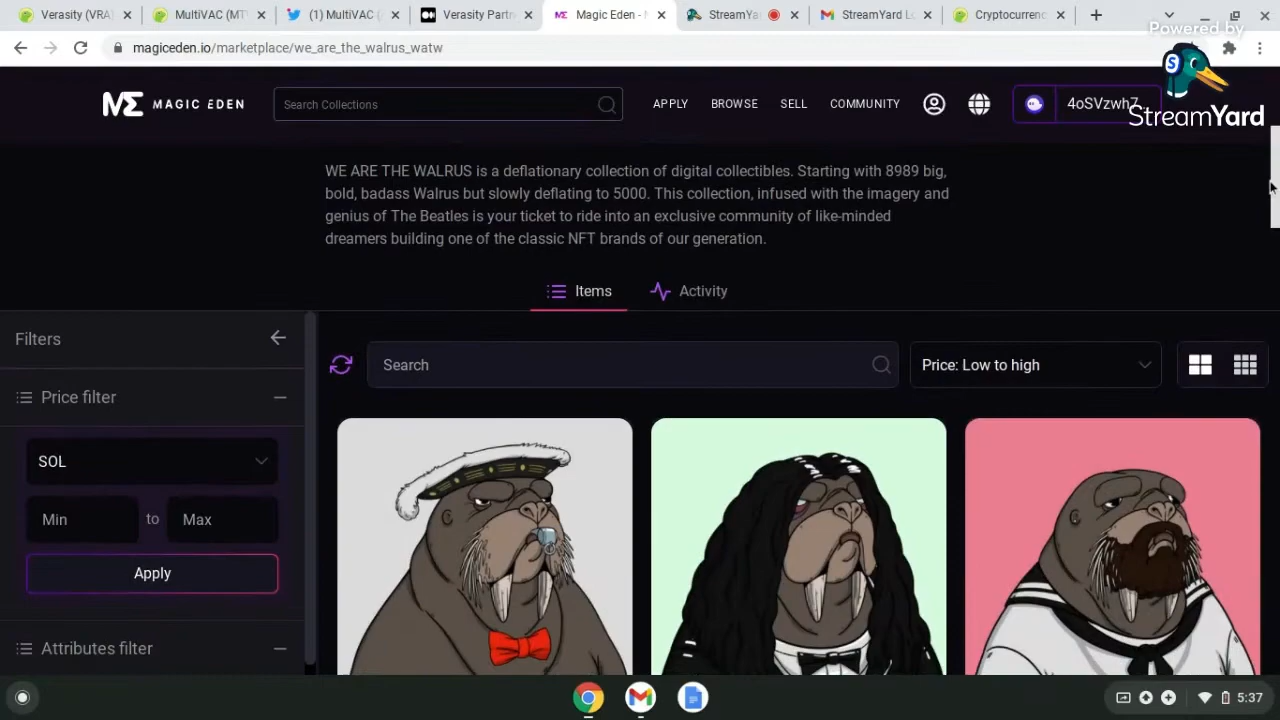 Verasity (VRA)
MultiVAC (MT
(1) MultiVAC (
Verasity Partn
Magic Eden - N
StreamYa
StreamYard Lo
Cryptocurrenc
magiceden.io/marketplace/we_are_the_walrus_watw
Powered by
StreamYard
MAGIC EDEN
Search Collections
APPLY
BROWSE
SELL
COMMUNITY
4oSVzwh7
WE ARE THE WALRUS is a deflationary collection of digital collectibles. Starting with 8989 big,
bold, badass Walrus but slowly deflating to 5000. This collection, infused with the imagery and
genius of The Beatles is your ticket to ride into an exclusive community of like-minded
dreamers building one of the classic NFT brands of our generation.
Items
Activity
Filters
Search
Price: Low to high
Price filter
SOL
Min
to
Max
Apply
Attributes filter
5:37